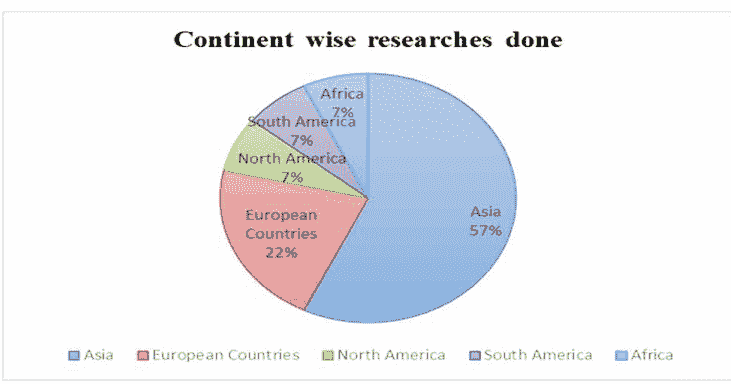 Continent wise researches done
Africa
7%
South America
7%
North America
7%
European
Countries
22%
Asia
57%
Asia European Countries North America South America Africa